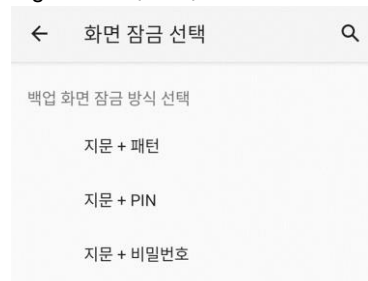 화면 잠금 선택
백업 화면 잠금 방식 선택
지문 + 패턴
지문 + PIN
지문 + 비밀번호